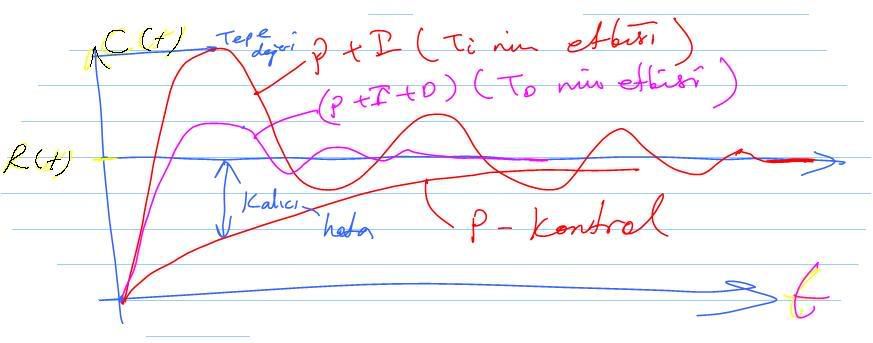 C(t)
Tepe
değeri
P + I (Ti nin etkisi)
(P + I + D) (TD nin etkisi)
R(t)
Kalıcı
hata
P - Kontrol
t